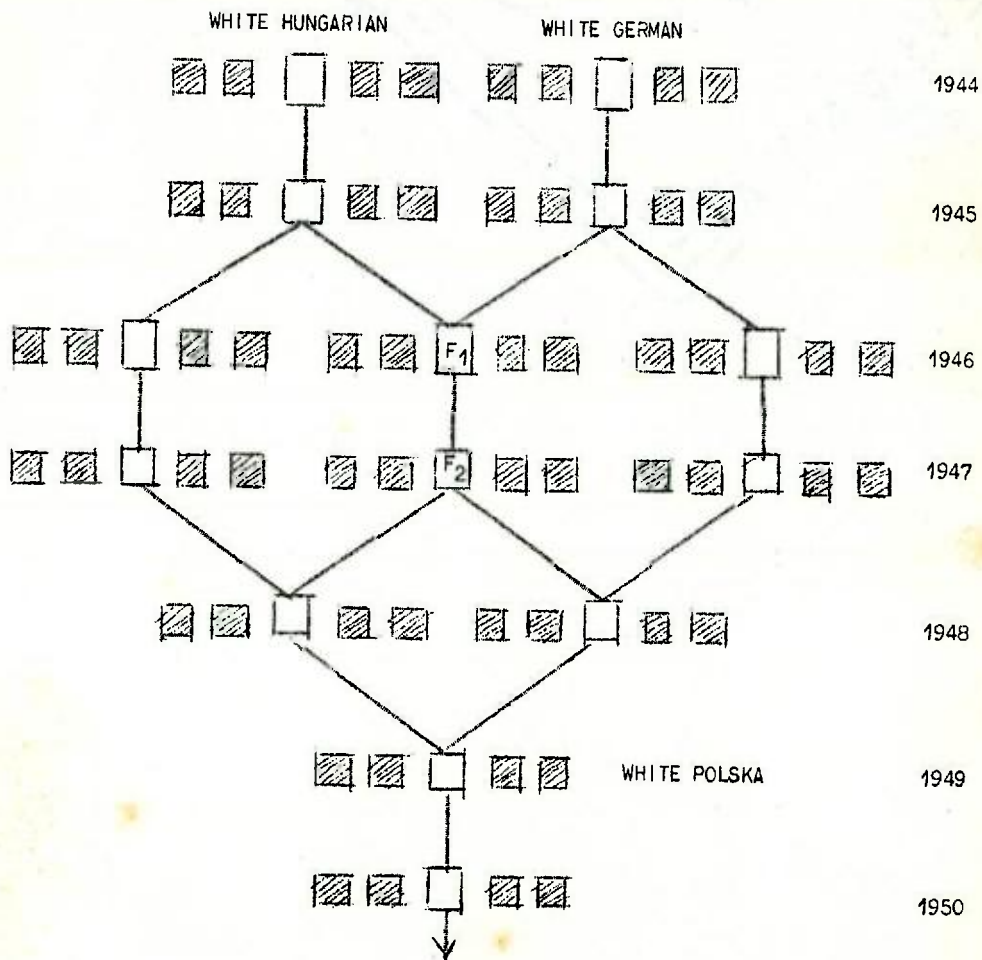 WHITE HUNGARIAN WHITE GERMAN
1944
1945
F1 1946
F2 1947
1948
WHITE POLSKA 1949
1950